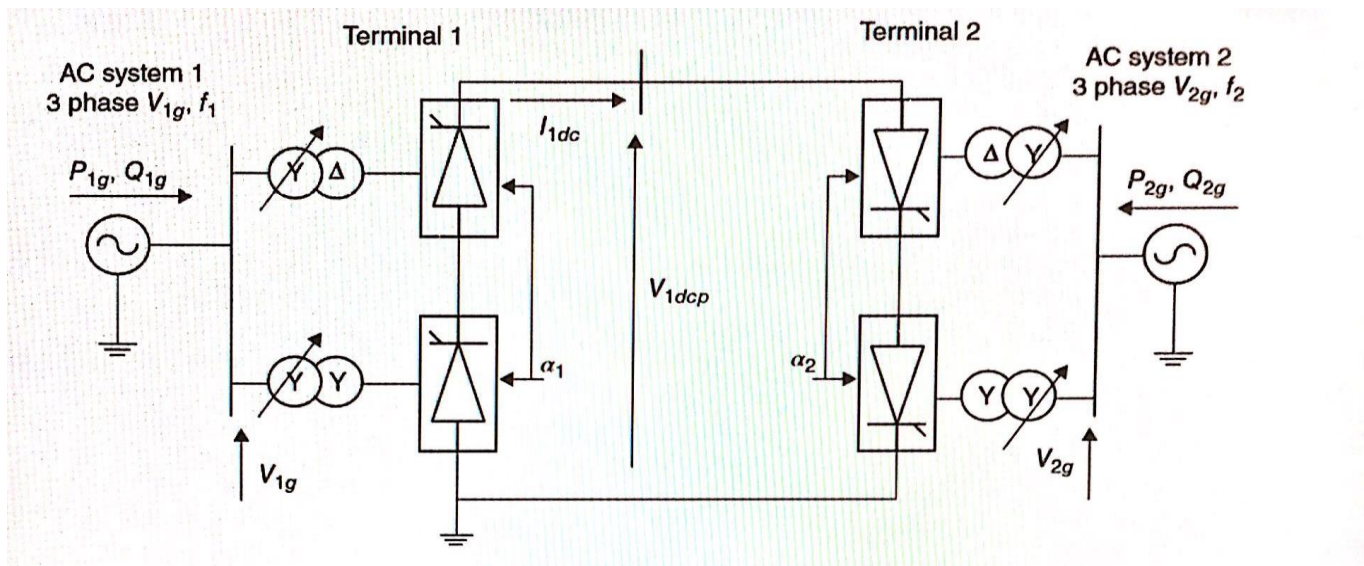 Terminal 1
Terminal 2
AC system 1
3 phase V1g, f1
AC system 2
3 phase V2g, f2
I1dc
P1g, Q1g
P2g, Q2g
Y Δ
Δ Y
V1dcp
α1
α2
Y Y
Y Y
V1g
V2g